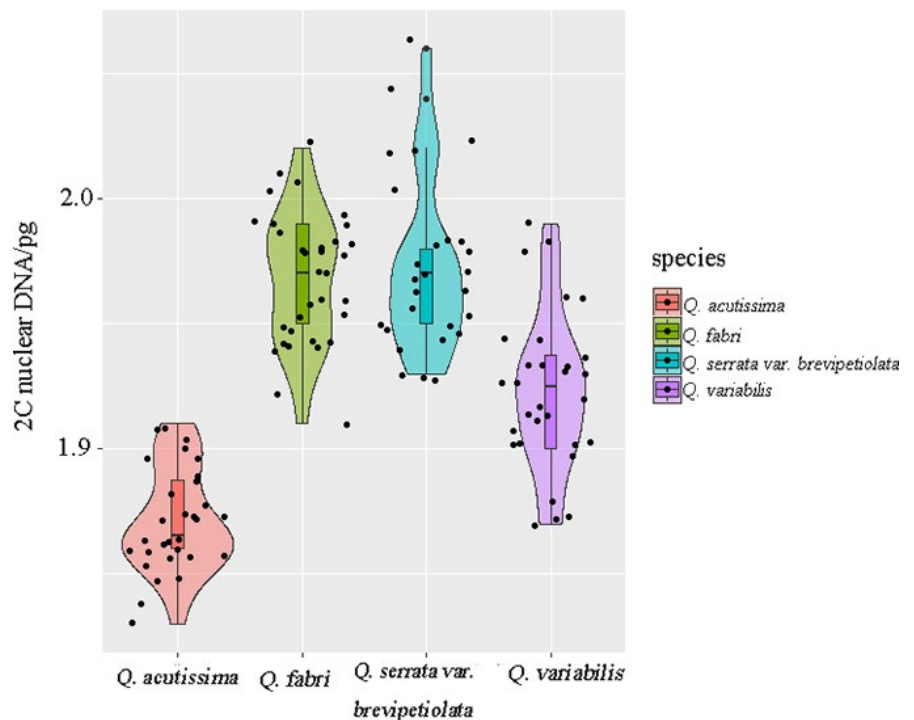 2C nuclear DNA/pg
2.0
1.9
Q. acutissima
Q. fabri
Q. serrata var.
brevipetiolata
Q. variabilis
species
Q. acutissima
Q. fabri
Q. serrata var. brevipetiolata
Q. variabilis